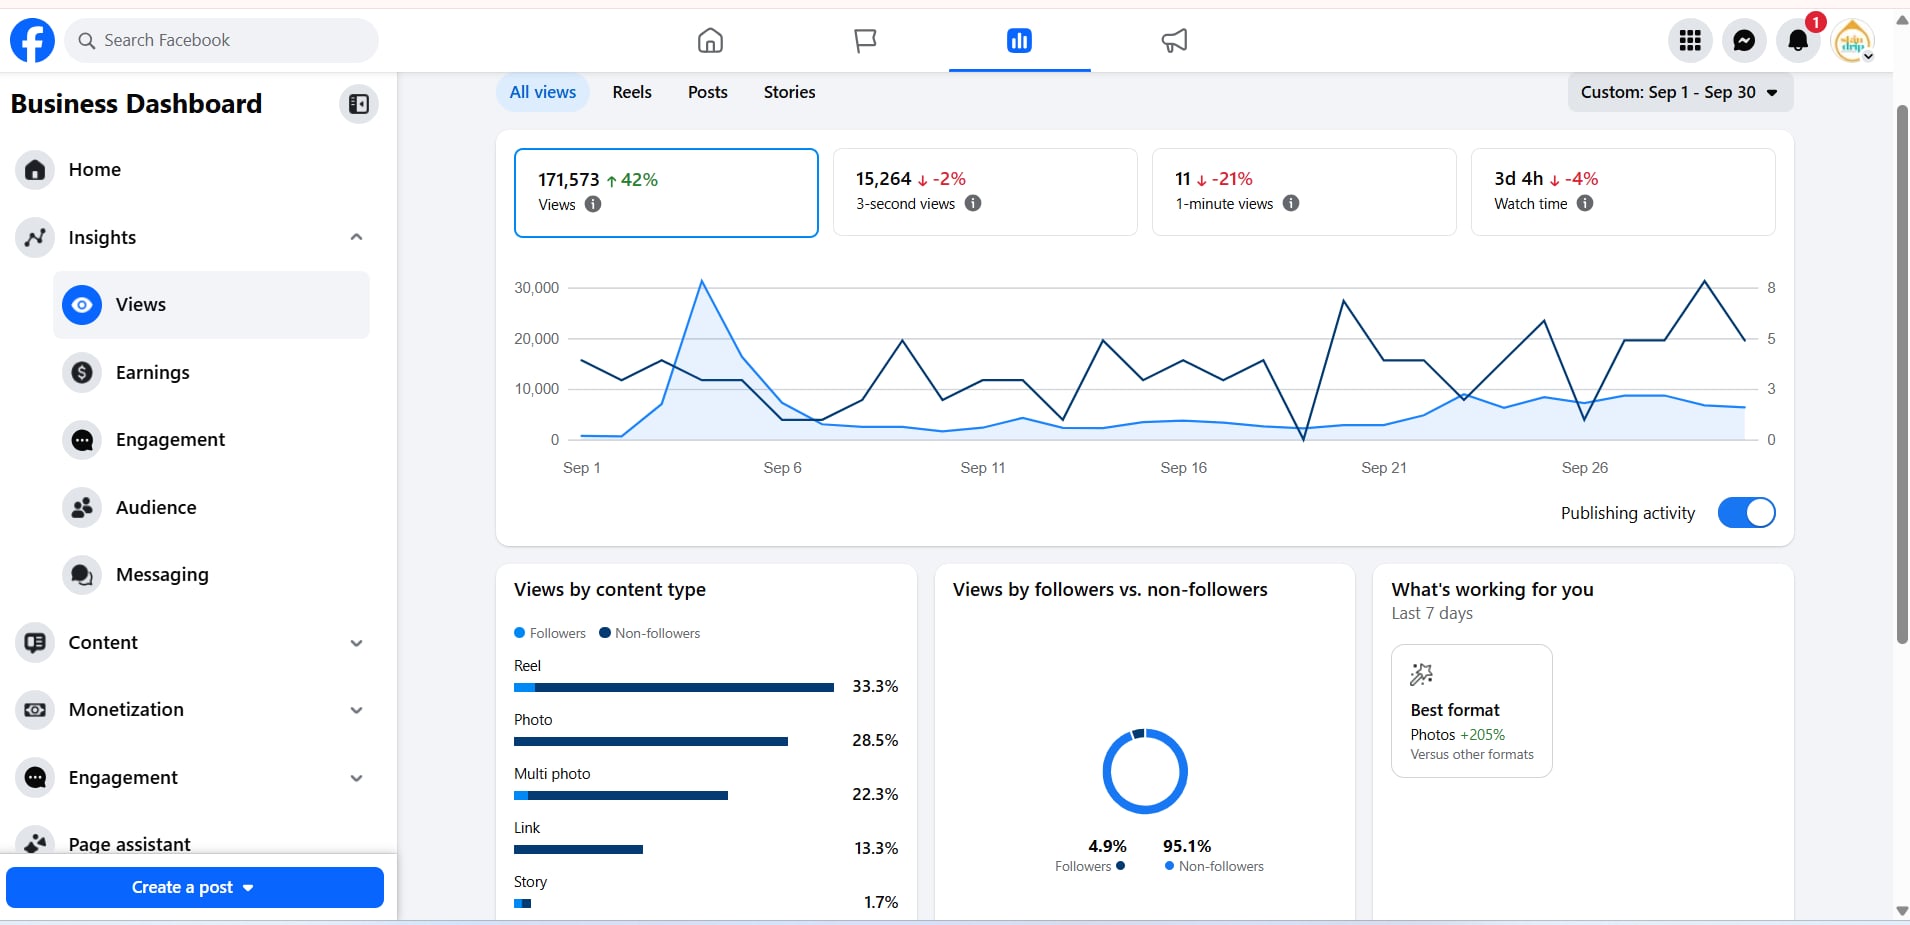 Search Facebook
1
Business Dashboard
Home
Insights
Views
Earnings
Engagement
Audience
Messaging
Content
Monetization
Engagement
Page assistant
Create a post
All views Reels Posts Stories
Custom: Sep 1 - Sep 30
171,573 ↑ 42%
Views
15,264 ↓ -2%
3-second views
11 ↓ -21%
1-minute views
3d 4h ↓ -4%
Watch time
30,000 8
20,000 5
10,000 3
0 0
Sep 1 Sep 6 Sep 11 Sep 16 Sep 21 Sep 26
Publishing activity
Views by content type
Followers Non-followers
Reel
33.3%
Photo
28.5%
Multi photo
22.3%
Link
13.3%
Story
1.7%
Views by followers vs. non-followers
4.9% 95.1%
Followers Non-followers
What's working for you
Last 7 days
Best format
Photos +205%
Versus other formats